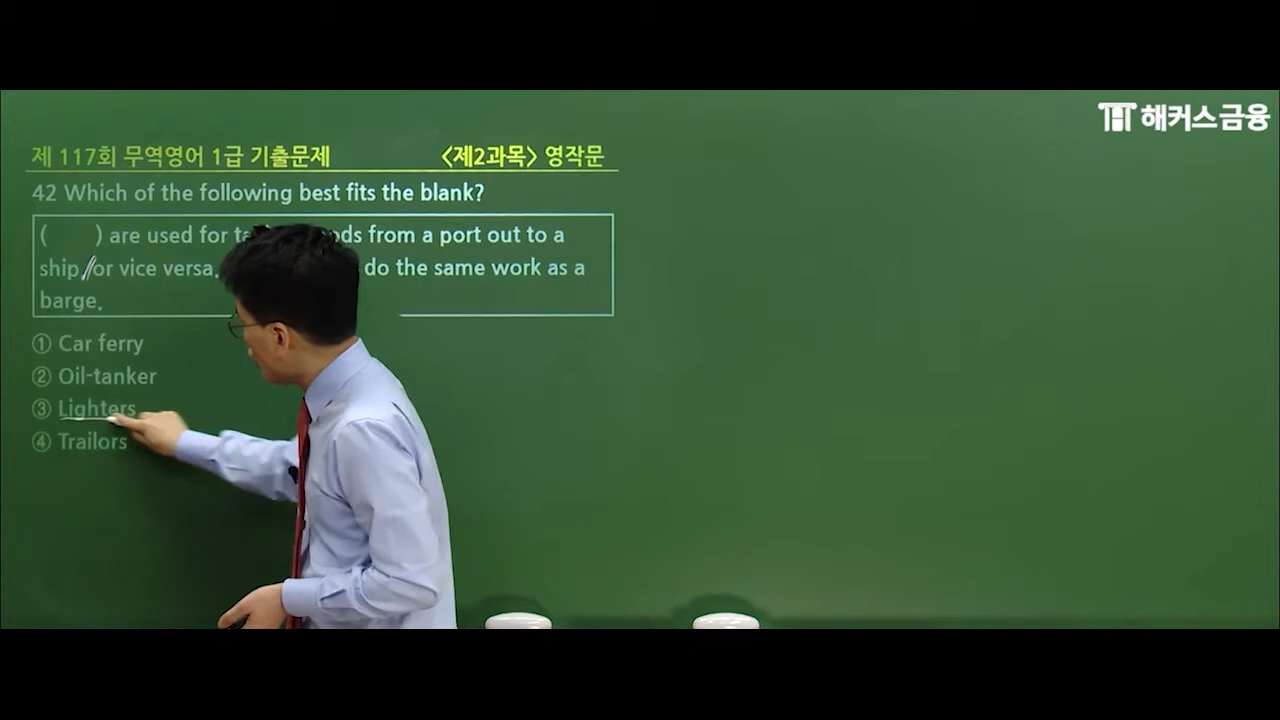 해커스금융
제 117회 무역영어 1급 기출문제 <제2과목> 영작문
42 Which of the following best fits the blank?
( ) are used for from a port out to a
ship, or vice versa. do the same work as a
barge.
① Car ferry
② Oil-tanker
③ Lighters
④ Trailors